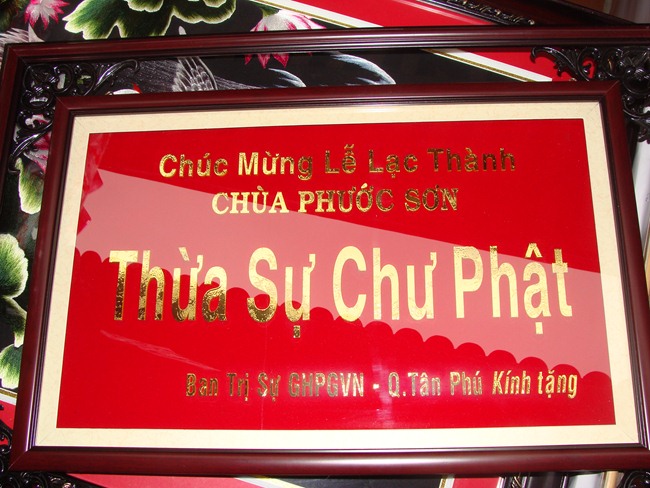 Chúc Mừng Lễ Lạc Thành
CHÙA PHƯỚC SƠN
Thừa Sự Chư Phật
Ban Trị Sự GHPGVN - Q.Tân Phú Kính tặng